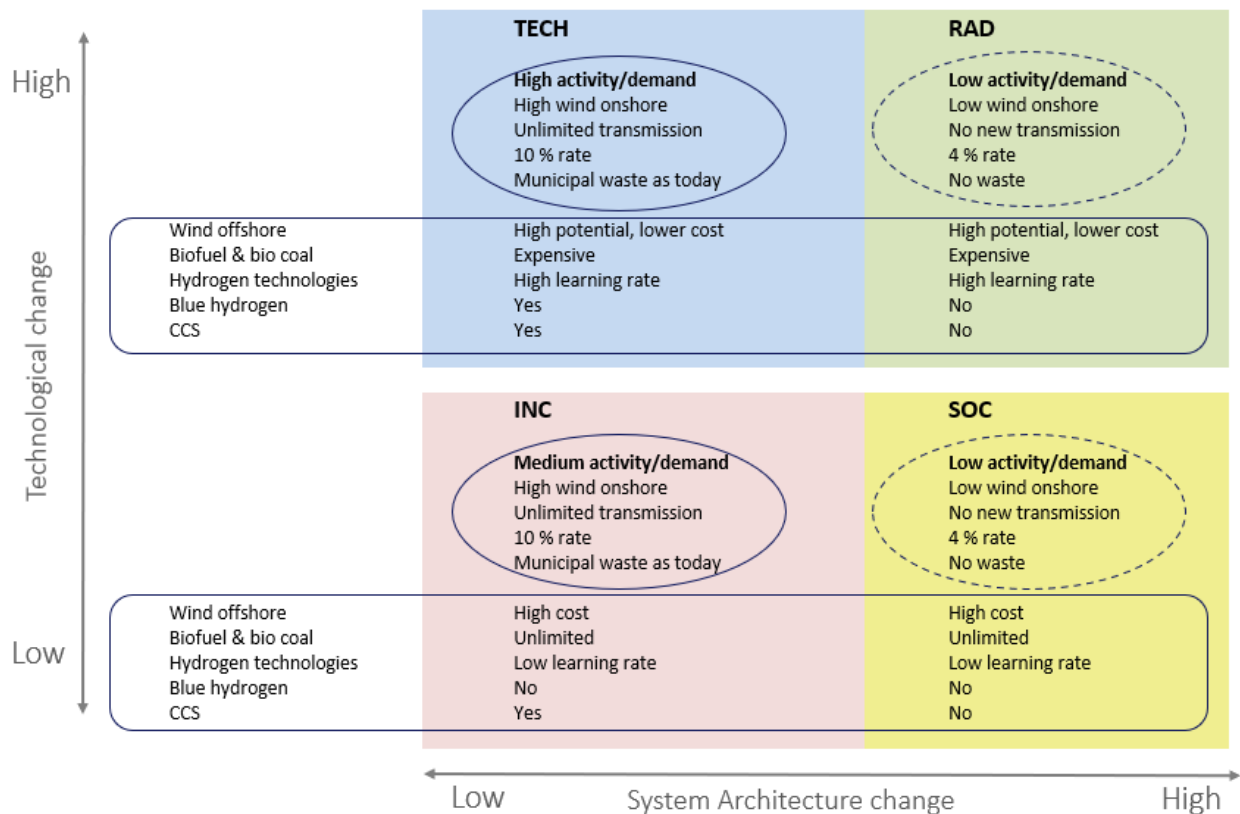 TECH RAD
High
High activity/demand Low activity/demand
High wind onshore Low wind onshore
Unlimited transmission No new transmission
10 % rate 4 % rate
Municipal waste as today No waste
Wind offshore High potential, lower cost High potential, lower cost
Biofuel & bio coal Expensive Expensive
Hydrogen technologies High learning rate High learning rate
Blue hydrogen Yes No
CCS Yes No
Technological change
INC SOC
Medium activity/demand Low activity/demand
High wind onshore Low wind onshore
Unlimited transmission No new transmission
10 % rate 4 % rate
Municipal waste as today No waste
Wind offshore High cost High cost
Biofuel & bio coal Unlimited Unlimited
Low
Hydrogen technologies Low learning rate Low learning rate
Blue hydrogen No No
CCS Yes No
Low System Architecture change High